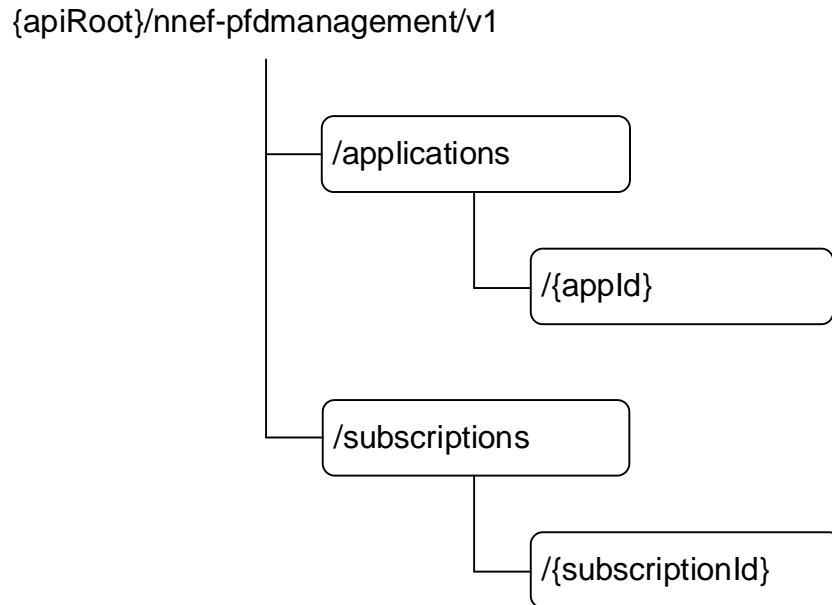 {apiRoot}/nnef-pfdmanagement/v1
/applications
/{appId}
/subscriptions
/{subscriptionId}